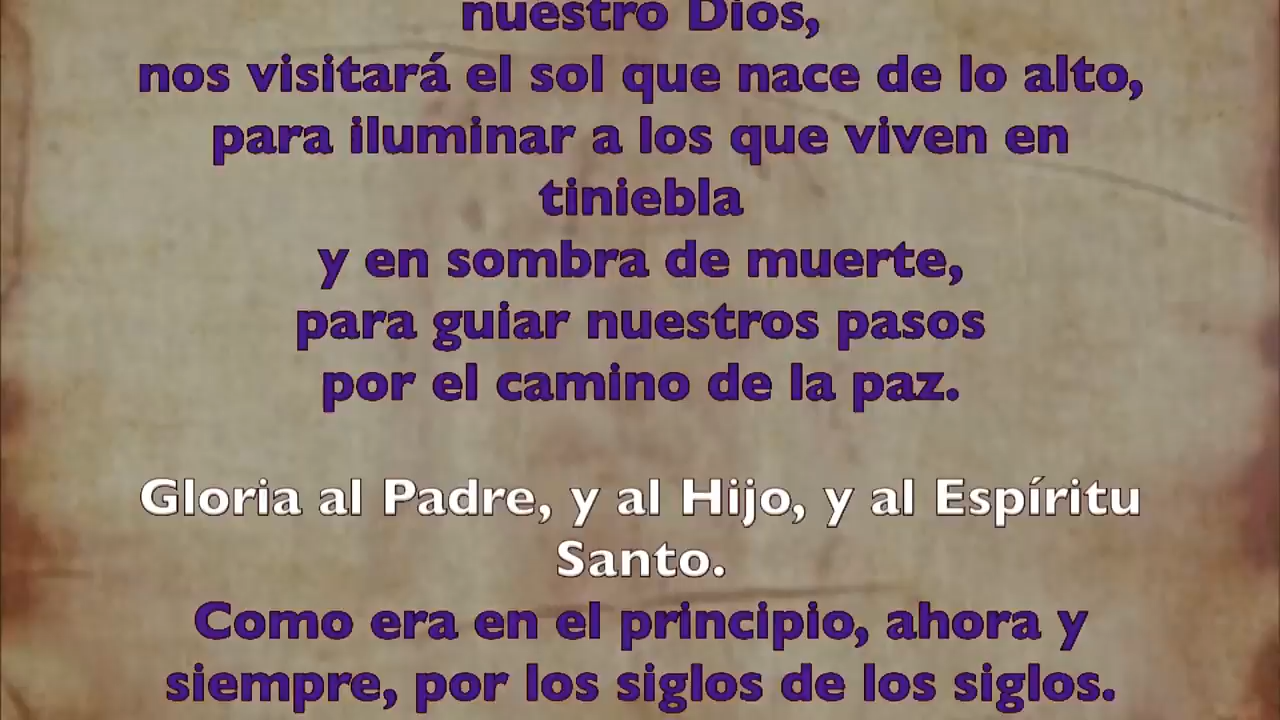 nuestro Dios,
nos visitará el sol que nace de lo alto,
para iluminar a los que viven en
tiniebla
y en sombra de muerte,
para guiar nuestros pasos
por el camino de la paz.
Gloria al Padre, y al Hijo, y al Espíritu
Santo.
Como era en el principio, ahora y
siempre, por los siglos de los siglos.